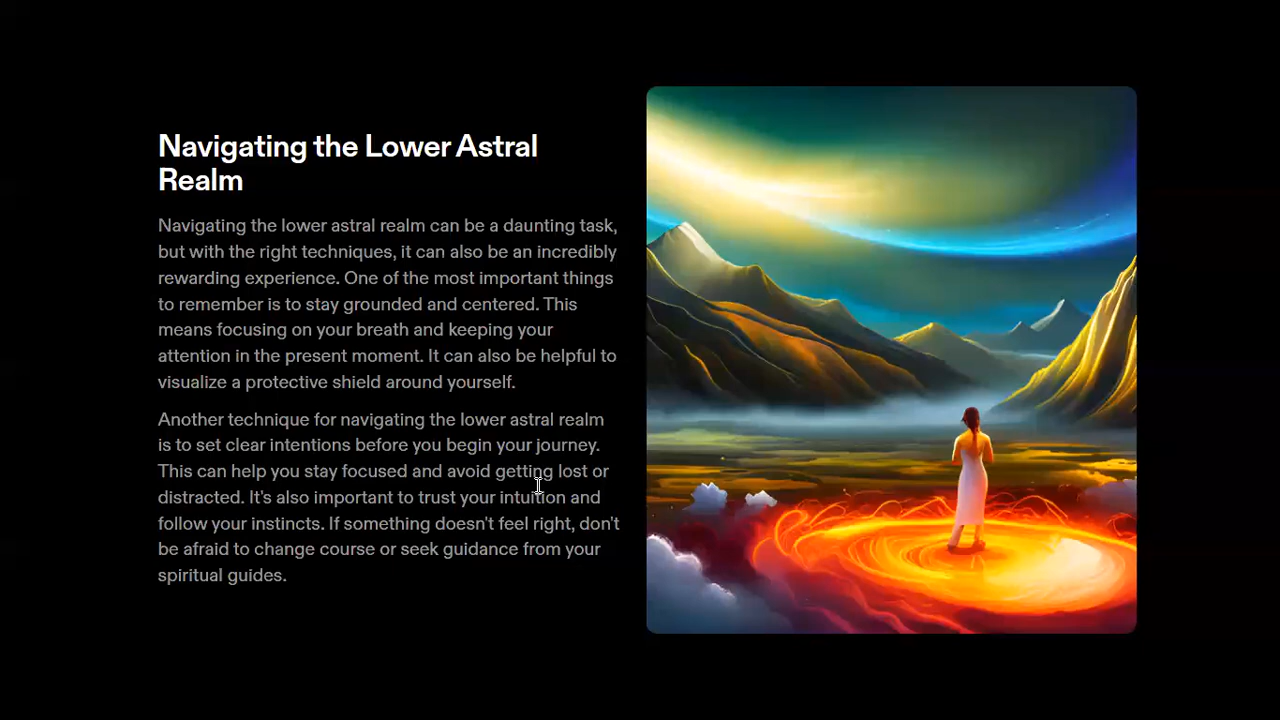 Navigating the Lower Astral
Realm
Navigating the lower astral realm can be a daunting task,
but with the right techniques, it can also be an incredibly
rewarding experience. One of the most important things
to remember is to stay grounded and centered. This
means focusing on your breath and keeping your
attention in the present moment. It can also be helpful to
visualize a protective shield around yourself.
Another technique for navigating the lower astral realm
is to set clear intentions before you begin your journey.
This can help you stay focused and avoid getting lost or
distracted. It's also important to trust your intuition and
follow your instincts. If something doesn't feel right, don't
be afraid to change course or seek guidance from your
spiritual guides.